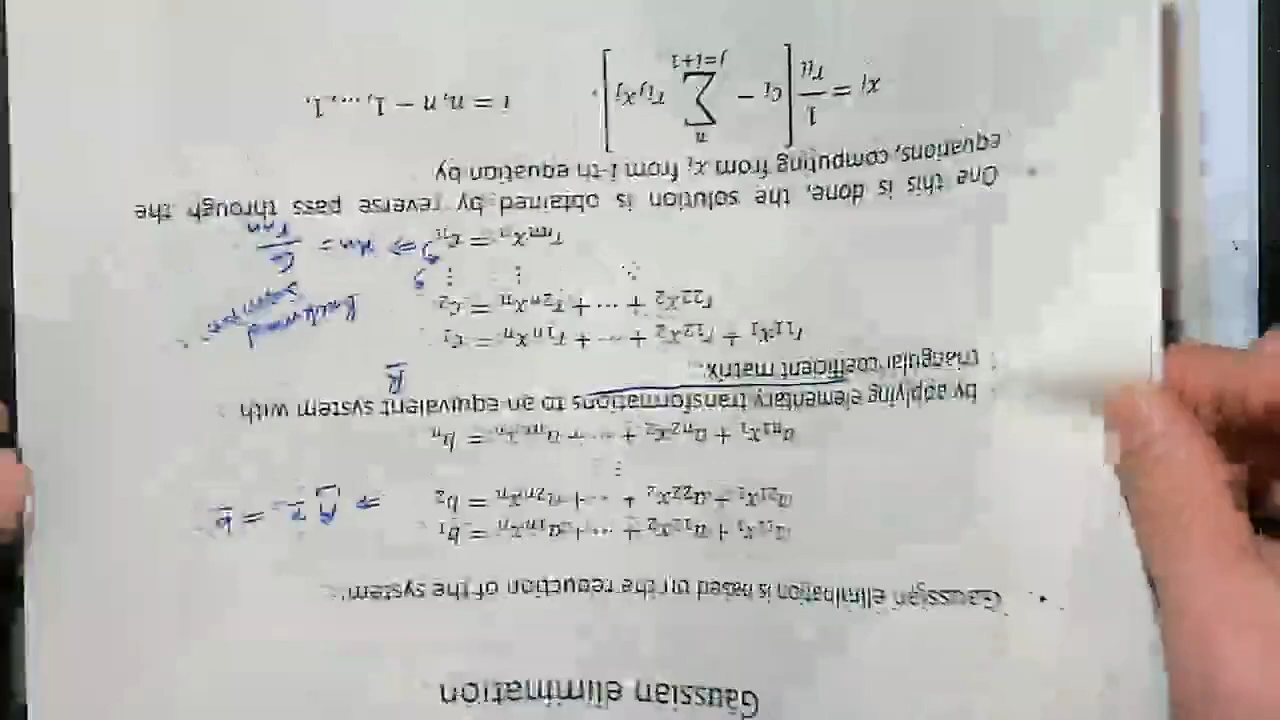 Gaussian elimination
• Gaussian elimination is based on the reduction of the system
a₁₁x₁ + a₁₂x₂ + ⋯ + a₁ₙxₙ = b₁
a₂₁x₁ + a₂₂x₂ + ⋯ + a₂ₙxₙ = b₂
⋮
aₙ₁x₁ + aₙ₂x₂ + ⋯ + aₙₙxₙ = bₙ
by applying elementary transformations to an equivalent system with
triangular coefficient matrix. R
r₁₁x₁ + r₁₂x₂ + ⋯ + r₁ₙxₙ = c₁
r₂₂x₂ + ⋯ + r₂ₙxₙ = c₂
Backward
⋱ ⋮ ⋮
rₙₙxₙ = cₙ ⇒ xₙ = cₙ/rₙₙ
• One this is done, the solution is obtained by reverse pass through the
equations, computing from xᵢ from i-th equation by
xᵢ = 1/rᵢᵢ [cᵢ − ∑ⁿⱼ₌ᵢ₊₁ rᵢⱼxⱼ], i = n, n − 1, … , 1.